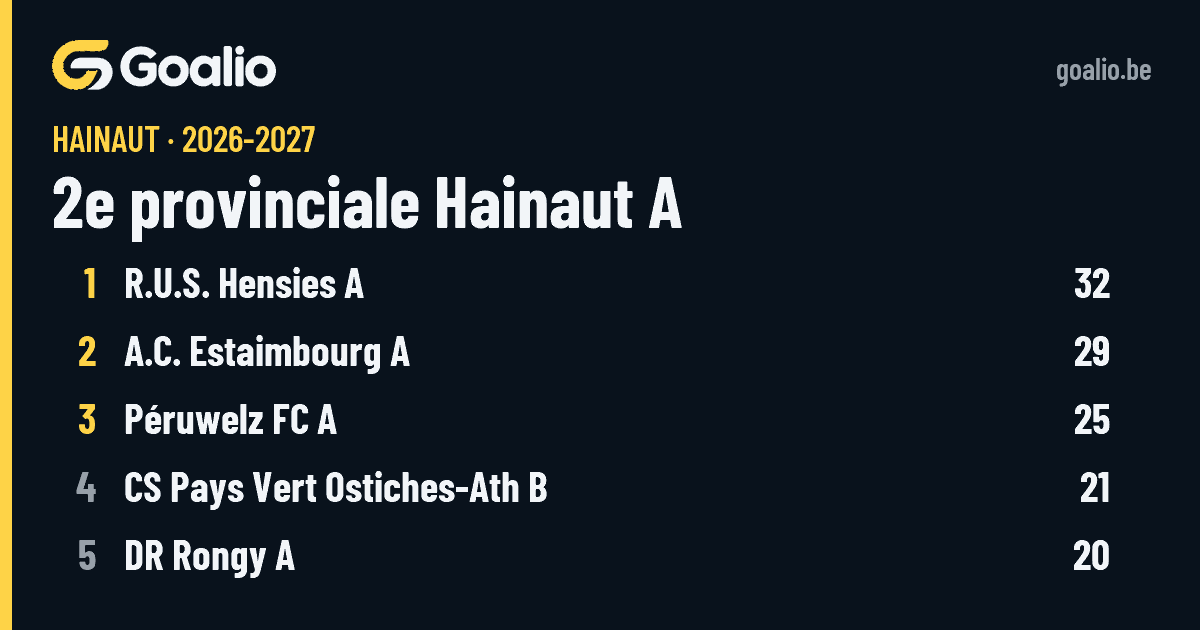 Goalio
goalio.be
HAINAUT · 2026-2027
2e provinciale Hainaut A
1 R.U.S. Hensies A 32
2 A.C. Estaimbourg A 29
3 Péruwelz FC A 25
4 CS Pays Vert Ostiches-Ath B 21
5 DR Rongy A 20